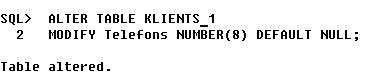 SQL>  ALTER TABLE KLIENTS_1
2  MODIFY Telefons NUMBER(8) DEFAULT NULL;
Table altered.